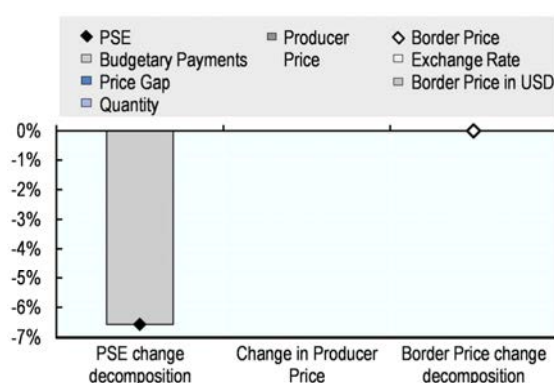 PSE
Budgetary Payments
Price Gap
Quantity
Producer
Price
Border Price
Exchange Rate
Border Price in USD
0%
-1%
-2%
-3%
-4%
-5%
-6%
-7%
PSE change
decomposition
Change in Producer
Price
Border Price change
decomposition